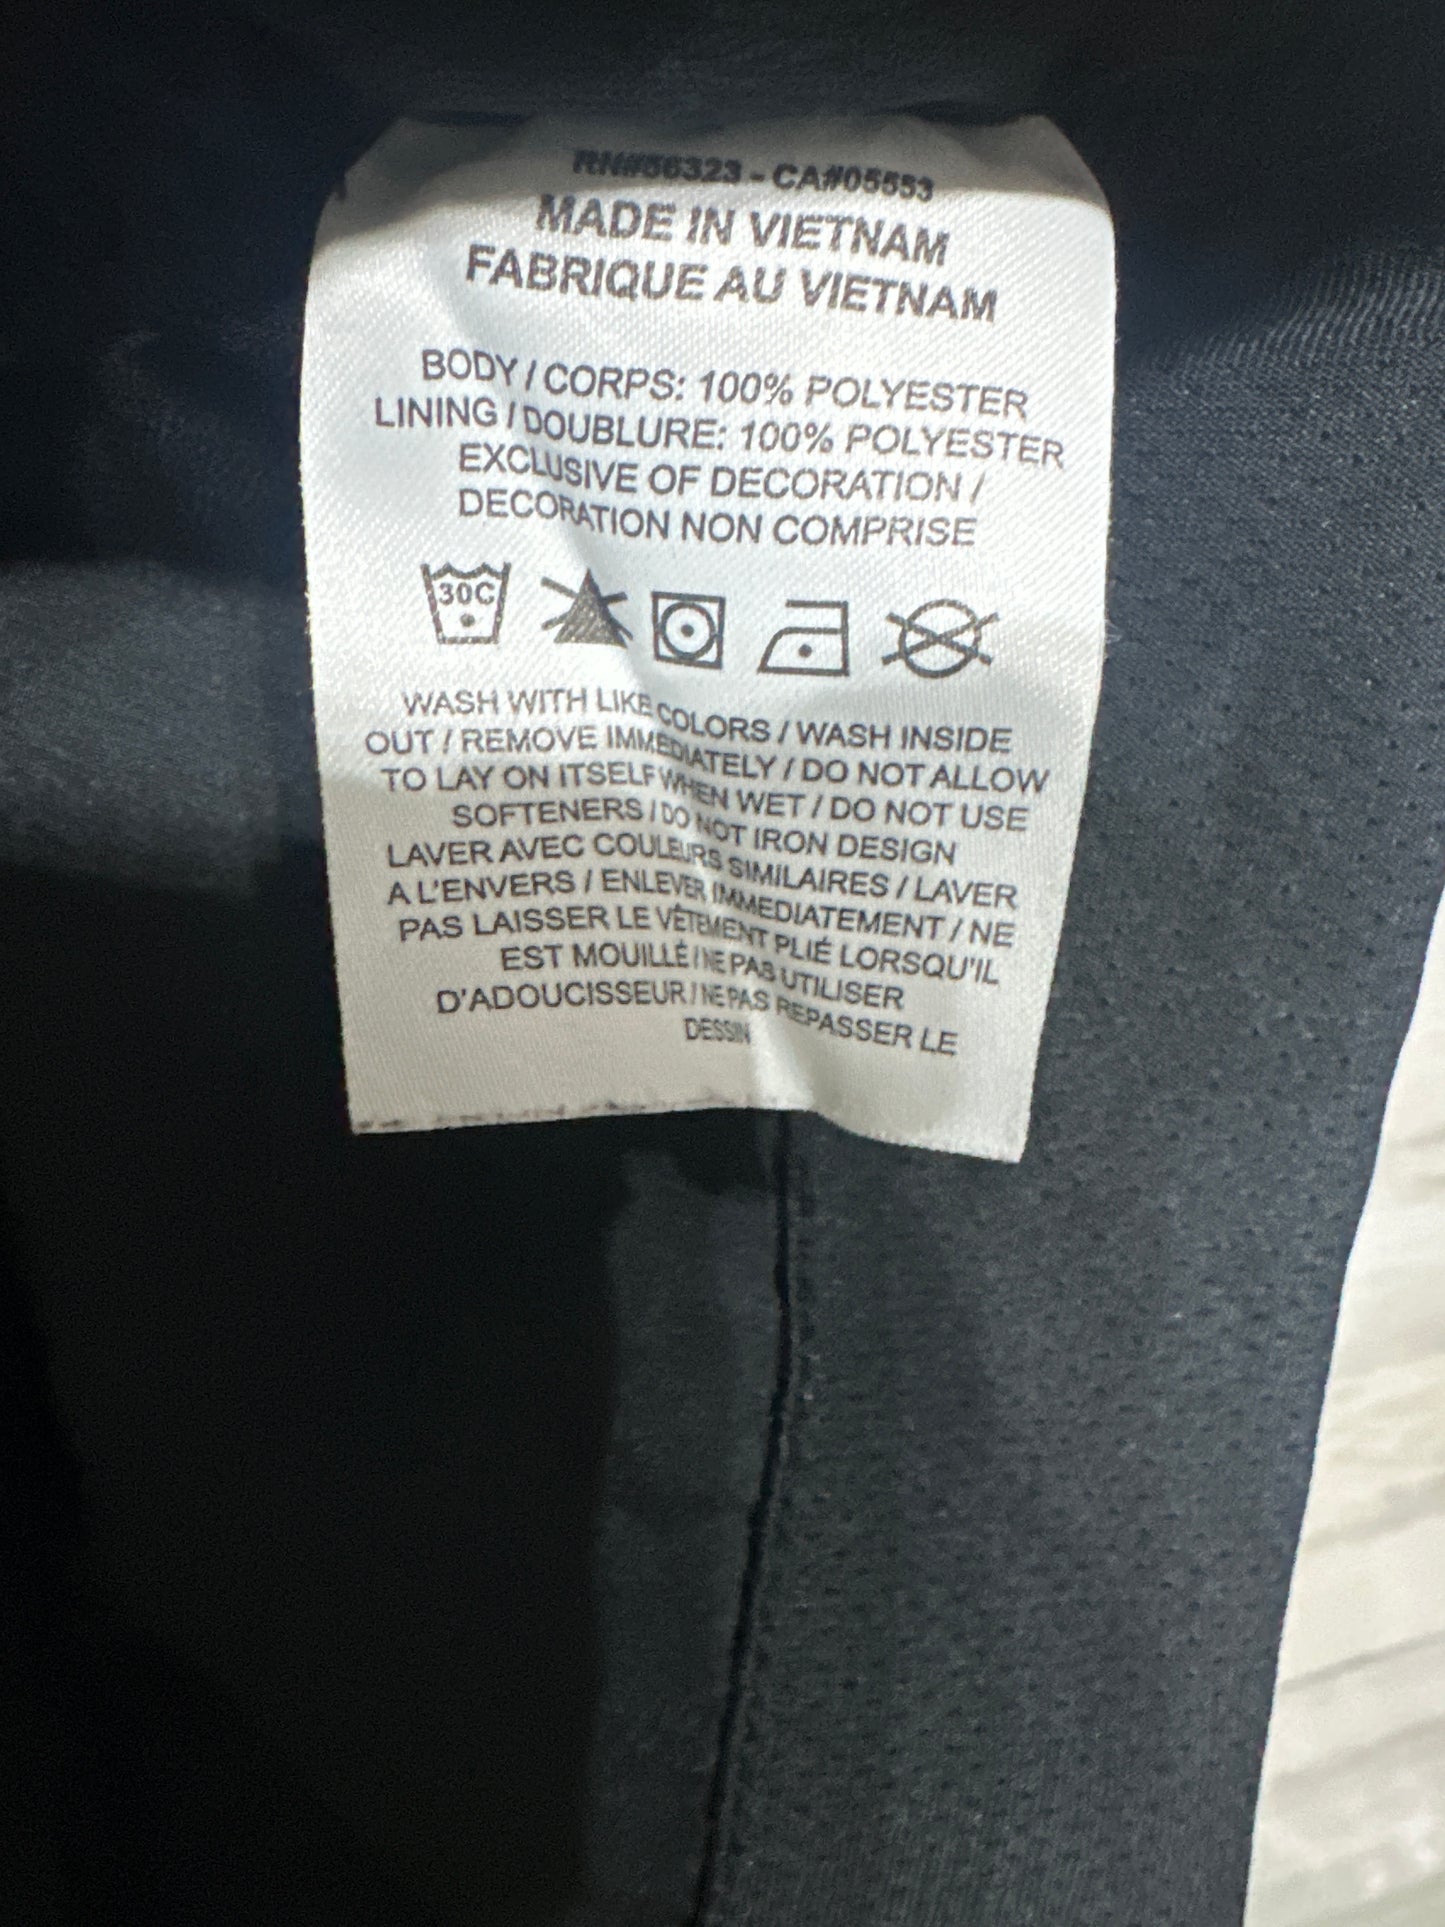 RN#56323 - CA#05553
MADE IN VIETNAM
FABRIQUE AU VIETNAM
BODY / CORPS: 100% POLYESTER
LINING / DOUBLURE: 100% POLYESTER
EXCLUSIVE OF DECORATION /
DECORATION NON COMPRISE
30C
WASH WITH LIKE COLORS / WASH INSIDE
OUT / REMOVE IMMEDIATELY / DO NOT ALLOW
TO LAY ON ITSELF WHEN WET / DO NOT USE
SOFTENERS / DO NOT IRON DESIGN
LAVER AVEC COULEURS SIMILAIRES / LAVER
A L'ENVERS / ENLEVER IMMEDIATEMENT / NE
PAS LAISSER LE VÊTEMENT PLIÉ LORSQU'IL
EST MOUILLÉ / NE PAS UTILISER
D'ADOUCISSEUR / NE PAS REPASSER LE
DESSIN